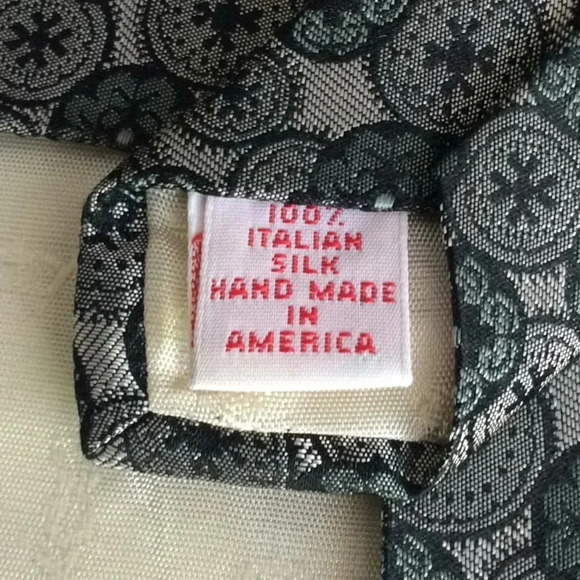 100%
ITALIAN
SILK
HAND MADE
IN
AMERICA